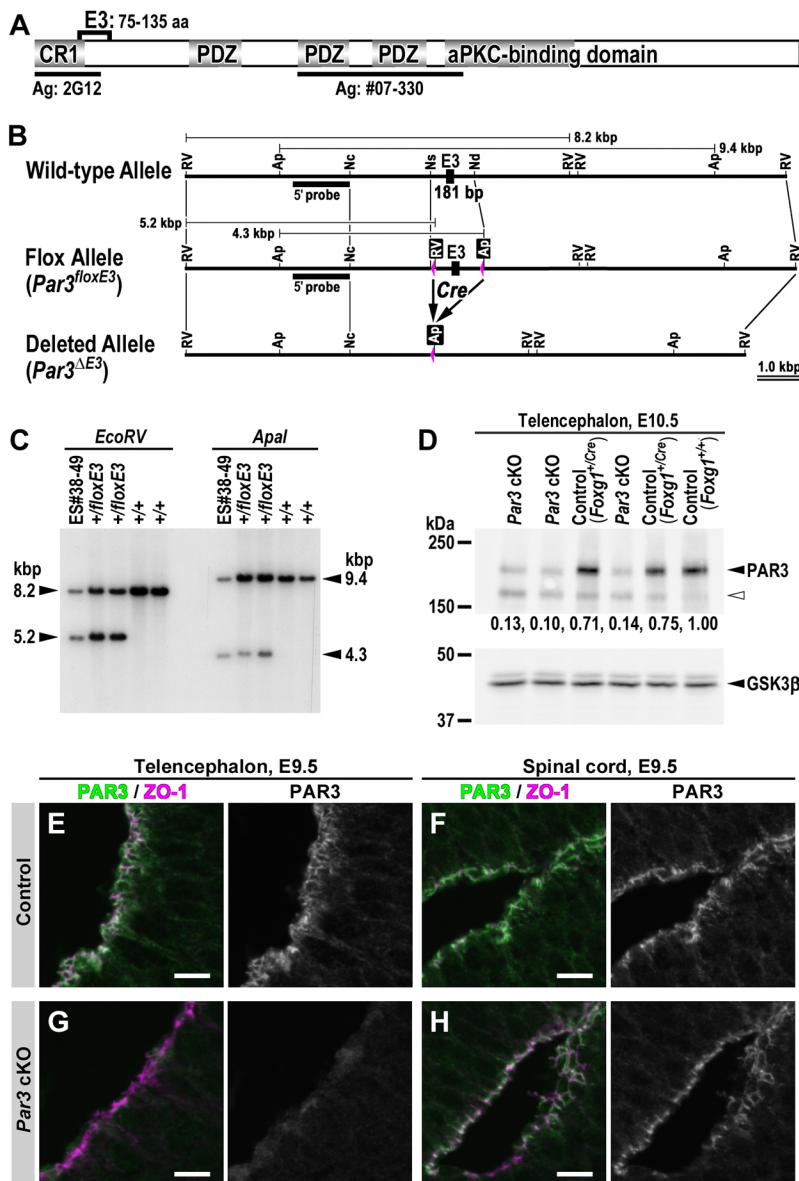 A
E3: 75-135 aa
CR1 PDZ PDZ PDZ aPKC-binding domain
Ag: 2G12 Ag: #07-330
B
8.2 kbp
9.4 kbp
RV Ap Nc Ns E3 Nd RV RV Ap RV
Wild-type Allele
181 bp
5' probe
5.2 kbp
4.3 kbp
RV Ap Nc RV E3 Ap RV RV Ap RV
Flox Allele
(Par3floxE3)
5' probe
Cre
RV Ap Nc Ap RV RV Ap RV
Deleted Allele
(Par3ΔE3)
1.0 kbp
C
EcoRV ApaI
ES#38-49 +/floxE3 +/floxE3 +/+ +/+ ES#38-49 +/floxE3 +/floxE3 +/+ +/+
kbp kbp
8.2 9.4
5.2 4.3
D
Telencephalon, E10.5
Par3 cKO Par3 cKO Control (Foxg1+/Cre) Par3 cKO Control (Foxg1+/Cre) Control (Foxg1+/+)
kDa
250
PAR3
150
0.13, 0.10, 0.71, 0.14, 0.75, 1.00
50
GSK3β
37
Telencephalon, E9.5 Spinal cord, E9.5
PAR3 / ZO-1 PAR3 PAR3 / ZO-1 PAR3
Control
E F
Par3 cKO
G H